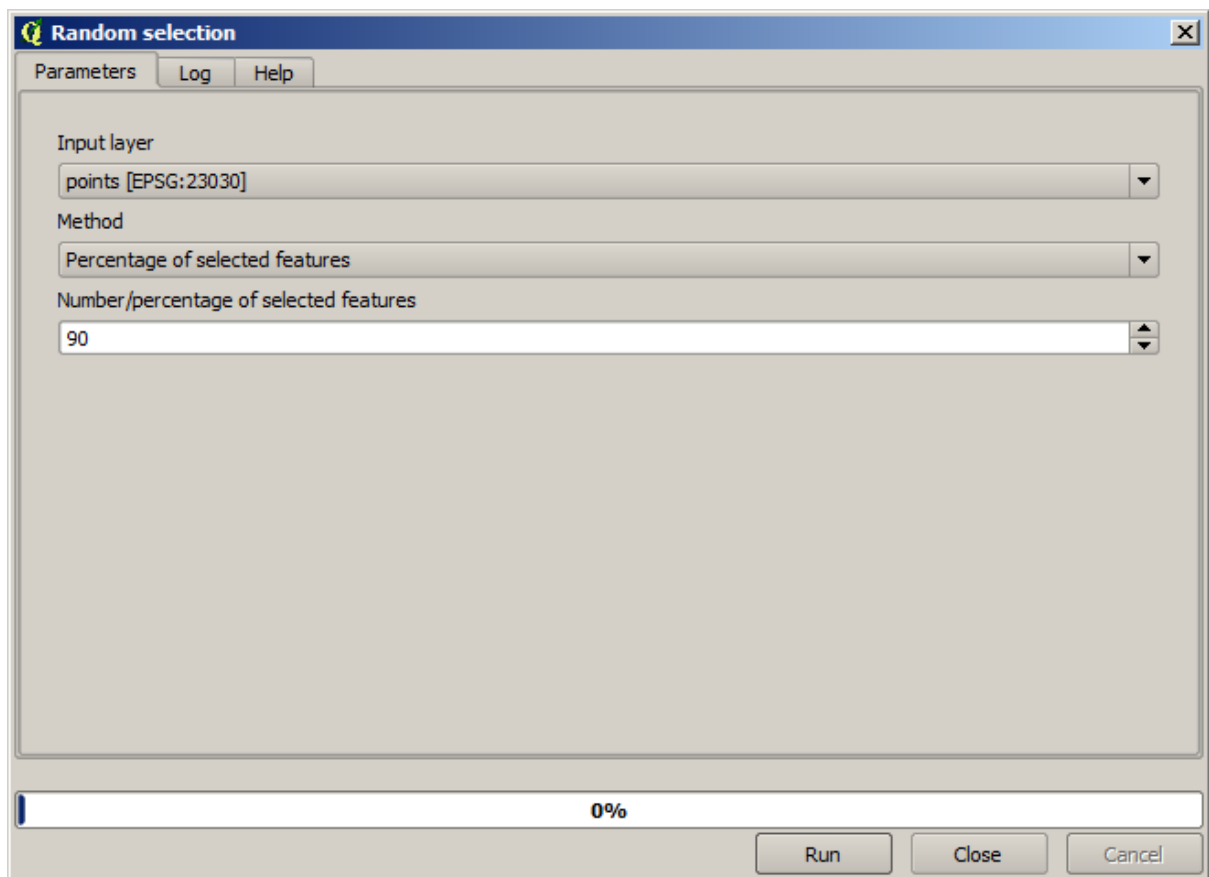 Random selection
Parameters Log Help
Input layer
points [EPSG:23030]
Method
Percentage of selected features
Number/percentage of selected features
90
0%
Run Close Cancel